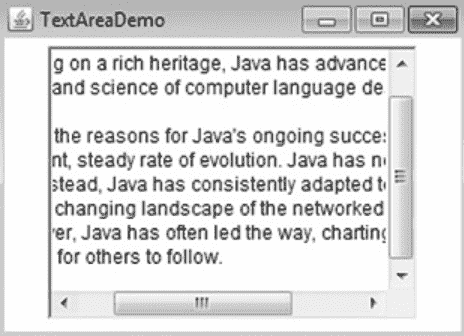 TextAreaDemo
g on a rich heritage, Java has advance
and science of computer language de
the reasons for Java's ongoing succe
nt, steady rate of evolution. Java has n
stead, Java has consistently adapted t
changing landscape of the networked
er, Java has often led the way, charting
for others to follow.